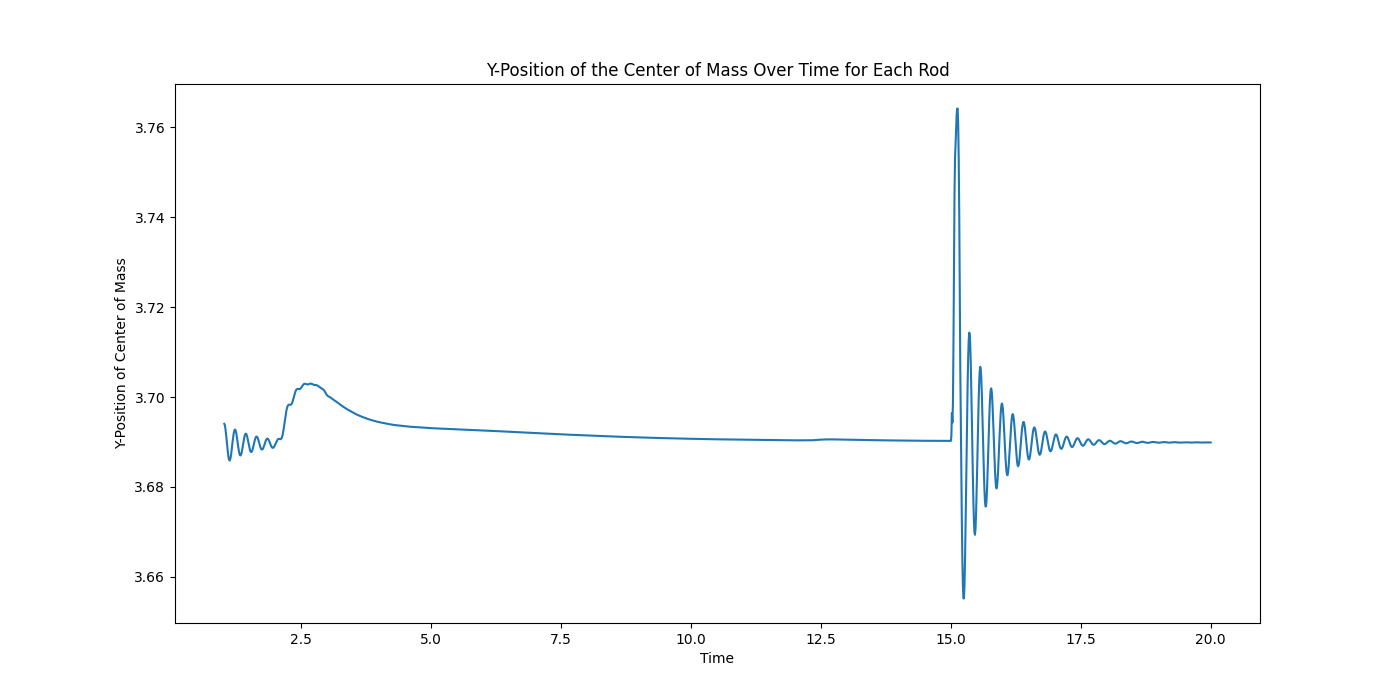 Y-Position of the Center of Mass Over Time for Each Rod
Y-Position of Center of Mass
3.76
3.74
3.72
3.70
3.68
3.66
2.5 5.0 7.5 10.0 12.5 15.0 17.5 20.0
Time